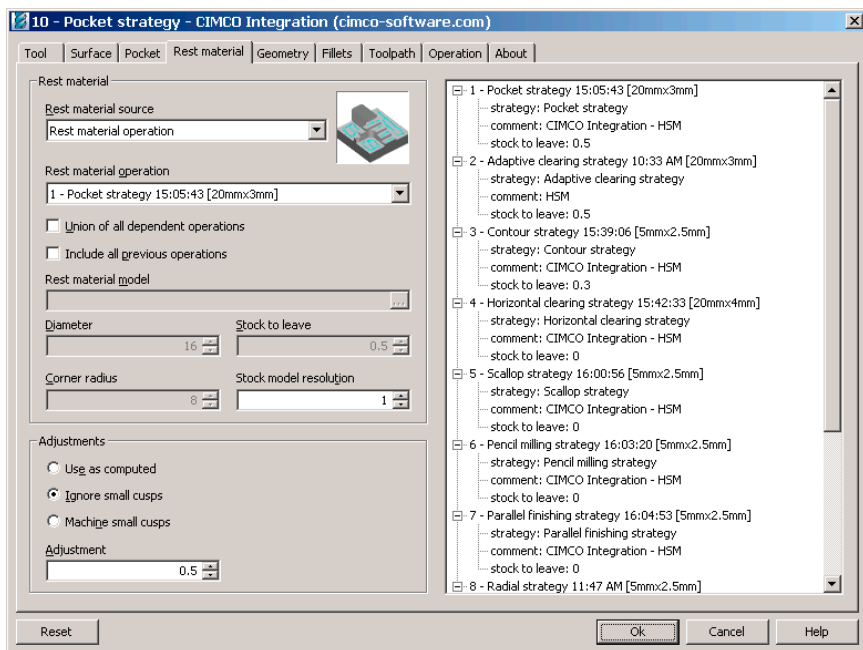 10 - Pocket strategy - CIMCO Integration (cimco-software.com)
Tool Surface Pocket Rest material Geometry Fillets Toolpath Operation About
Rest material
Rest material source
Rest material operation
Rest material operation
1 - Pocket strategy 15:05:43 [20mmx3mm]
Union of all dependent operations
Include all previous operations
Rest material model
...
Diameter Stock to leave
16 0.5
Corner radius Stock model resolution
8 1
Adjustments
Use as computed
Ignore small cusps
Machine small cusps
Adjustment
0.5
1 - Pocket strategy 15:05:43 [20mmx3mm]
strategy: Pocket strategy
comment: CIMCO Integration - HSM
stock to leave: 0.5
2 - Adaptive clearing strategy 10:33 AM [20mmx3mm]
strategy: Adaptive clearing strategy
comment: HSM
stock to leave: 0.5
3 - Contour strategy 15:39:06 [5mmx2.5mm]
strategy: Contour strategy
comment: CIMCO Integration - HSM
stock to leave: 0.3
4 - Horizontal clearing strategy 15:42:33 [20mmx4mm]
strategy: Horizontal clearing strategy
comment: CIMCO Integration - HSM
stock to leave: 0
5 - Scallop strategy 16:00:56 [5mmx2.5mm]
strategy: Scallop strategy
comment: CIMCO Integration - HSM
stock to leave: 0
6 - Pencil milling strategy 16:03:20 [5mmx2.5mm]
strategy: Pencil milling strategy
comment: CIMCO Integration - HSM
stock to leave: 0
7 - Parallel finishing strategy 16:04:53 [5mmx2.5mm]
strategy: Parallel finishing strategy
comment: CIMCO Integration - HSM
stock to leave: 0
8 - Radial strategy 11:47 AM [5mmx2.5mm]
Reset Ok Cancel Help